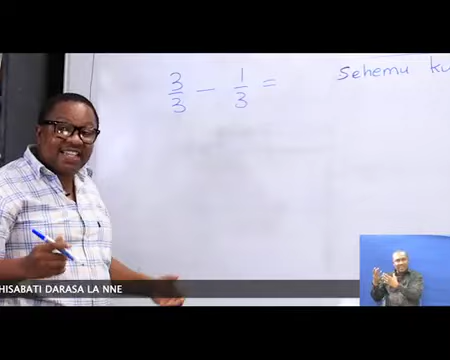 3/3 - 1/3 =
Sehemu
HISABATI DARASA LA NNE